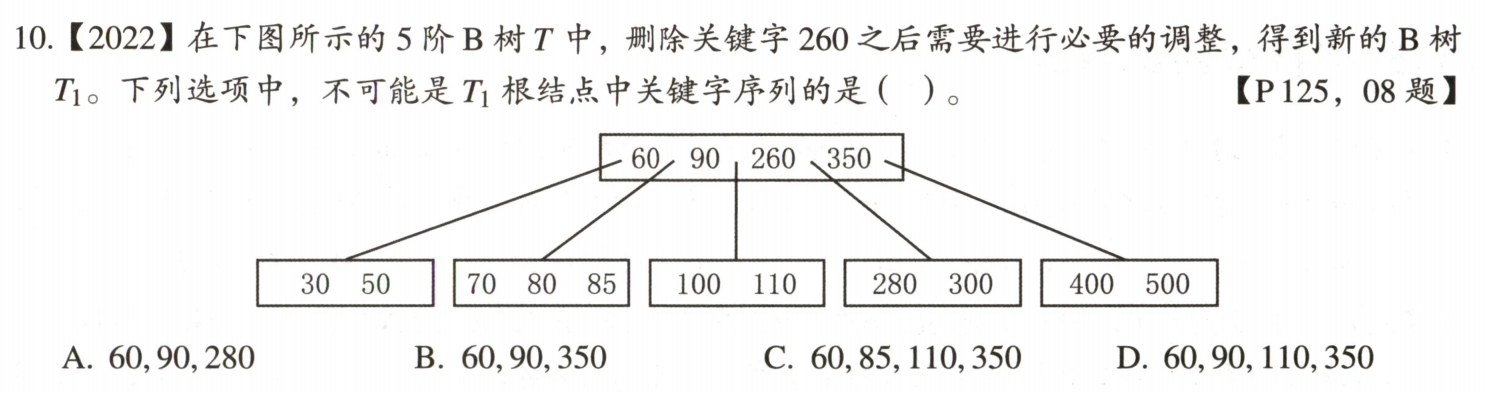 10.【2022】在下图所示的 5 阶 B 树 T 中，删除关键字 260 之后需要进行必要的调整，得到新的 B 树
T₁。下列选项中，不可能是 T₁ 根结点中关键字序列的是（ ）。 【P 125，08 题】
60 90 260 350
30 50 70 80 85 100 110 280 300 400 500
A. 60, 90, 280 B. 60, 90, 350 C. 60, 85, 110, 350 D. 60, 90, 110, 350